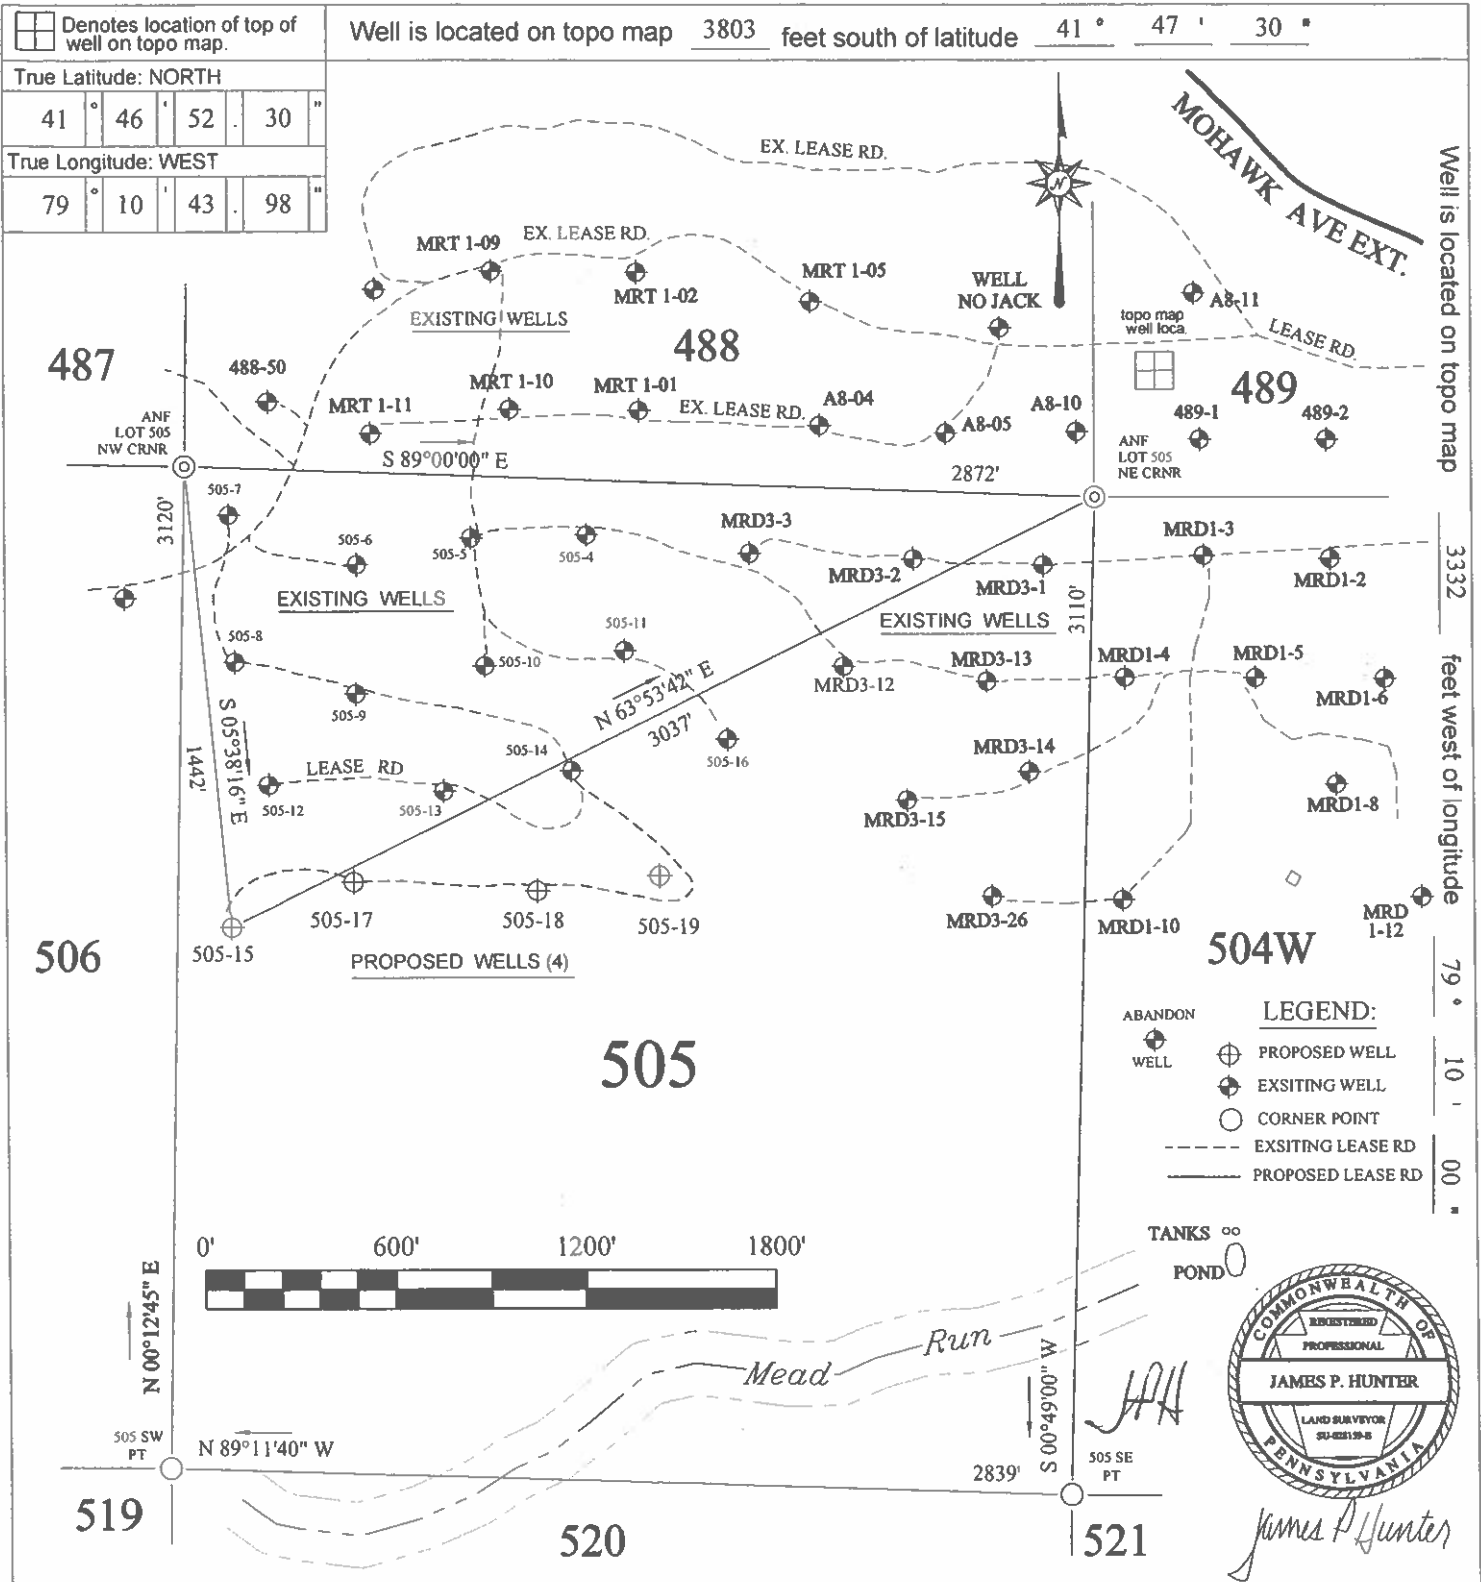 Denotes location of top of
well on topo map.
Well is located on topo map 3803 feet south of latitude 41 ° 47 ' 30 "
True Latitude: NORTH
41 ° 46 ' 52 . 30 "
True Longitude: WEST
79 ° 10 ' 43 . 98 "
Well is located on topo map 3332 feet west of longitude 79 ° 10 ' 00 "
MOHAWK AVE EXT.
EX. LEASE RD.
N
MRT 1-09
EX. LEASE RD.
MRT 1-02
MRT 1-05
WELL
NO JACK
A8-11
EXISTING WELLS
topo map
well loca.
LEASE RD.
487
488
489
488-50
MRT 1-11
MRT 1-10
MRT 1-01
EX. LEASE RD.
A8-04
A8-05
A8-10
489-1
489-2
ANF
LOT 505
NW CRNR
ANF
LOT 505
NE CRNR
S 89°00'00" E
2872'
3120'
505-7
505-6
505-5
505-4
MRD3-3
MRD3-2
MRD3-1
MRD1-3
MRD1-2
EXISTING WELLS
EXISTING WELLS
3110'
505-8
505-9
505-10
505-11
MRD3-12
MRD3-13
MRD1-4
MRD1-5
MRD1-6
S 05°38'16" E
1442'
N 63°53'42" E
3037'
505-14
505-16
MRD3-14
LEASE RD
505-12
505-13
MRD3-15
MRD1-8
505-15
505-17
505-18
505-19
MRD3-26
MRD1-10
MRD
1-12
PROPOSED WELLS (4)
506
504W
505
ABANDON
WELL
LEGEND:
PROPOSED WELL
EXSITING WELL
CORNER POINT
EXSITING LEASE RD
PROPOSED LEASE RD
0' 600' 1200' 1800'
TANKS
POND
N 00°12'45" E
Mead Run
S 00°49'00" W
JPH
505 SW
PT
N 89°11'40" W
2839'
505 SE
PT
COMMONWEALTH OF
REGISTERED
PROFESSIONAL
JAMES P. HUNTER
LAND SURVEYOR
PENNSYLVANIA
James P Hunter
519
520
521